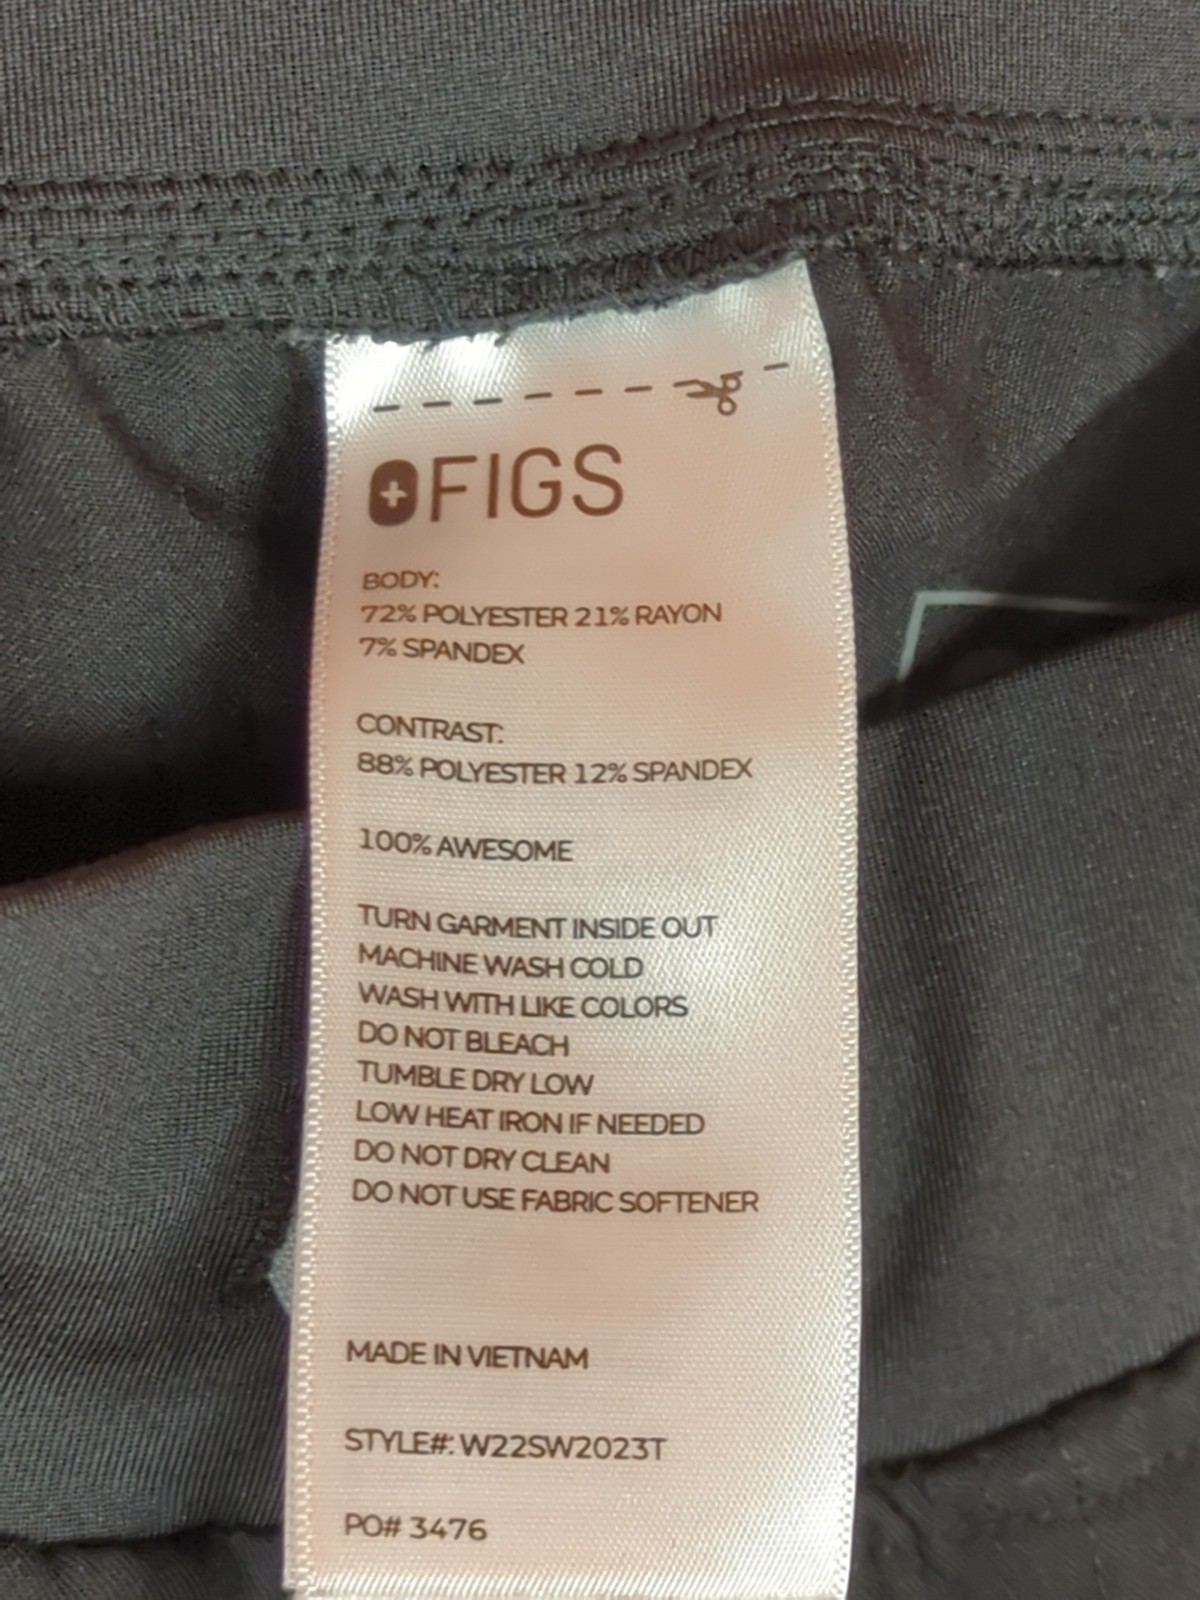 FIGS
BODY:
72% POLYESTER 21% RAYON
7% SPANDEX
CONTRAST:
88% POLYESTER 12% SPANDEX
100% AWESOME
TURN GARMENT INSIDE OUT
MACHINE WASH COLD
WASH WITH LIKE COLORS
DO NOT BLEACH
TUMBLE DRY LOW
LOW HEAT IRON IF NEEDED
DO NOT DRY CLEAN
DO NOT USE FABRIC SOFTENER
MADE IN VIETNAM
STYLE#: W22SW2023T
PO# 3476